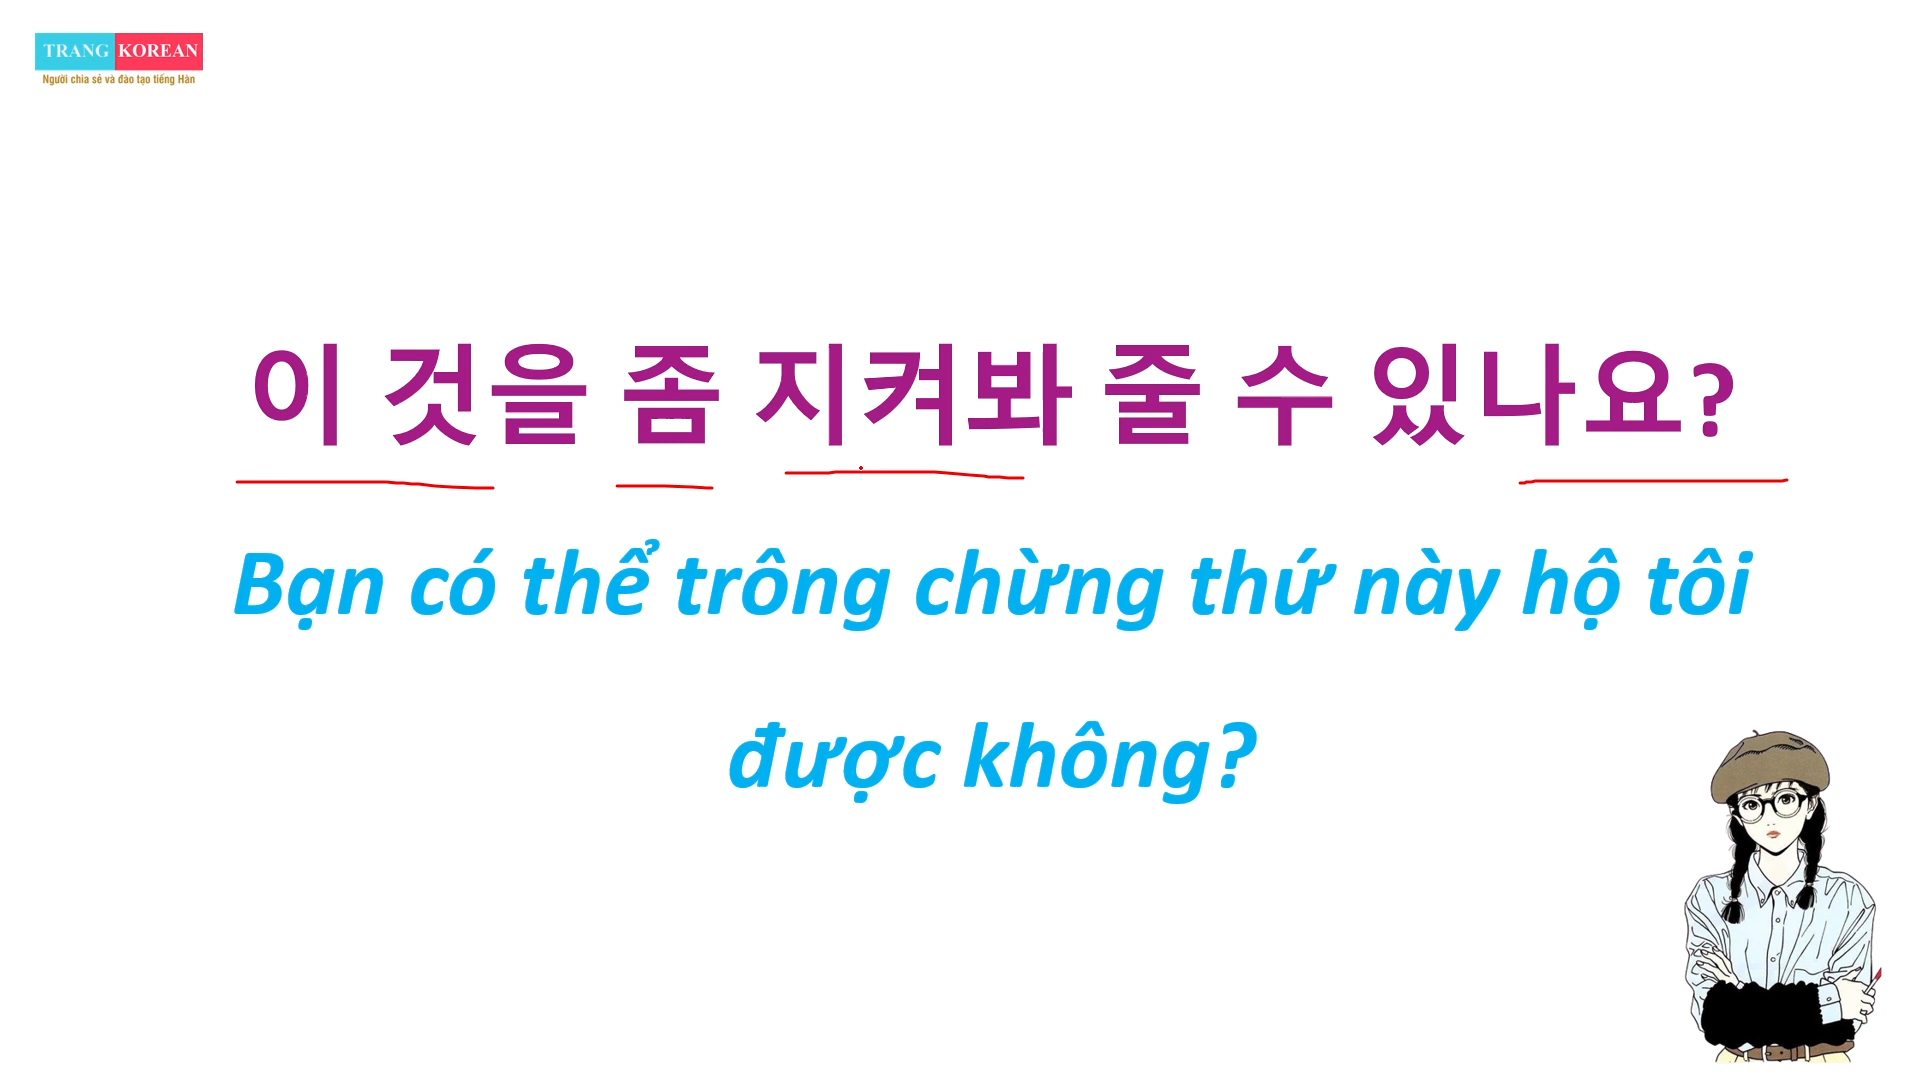 TRANG KOREAN
Người chia sẻ và đào tạo tiếng Hàn
이 것을 좀 지켜봐 줄 수 있나요?
Bạn có thể trông chừng thứ này hộ tôi
được không?